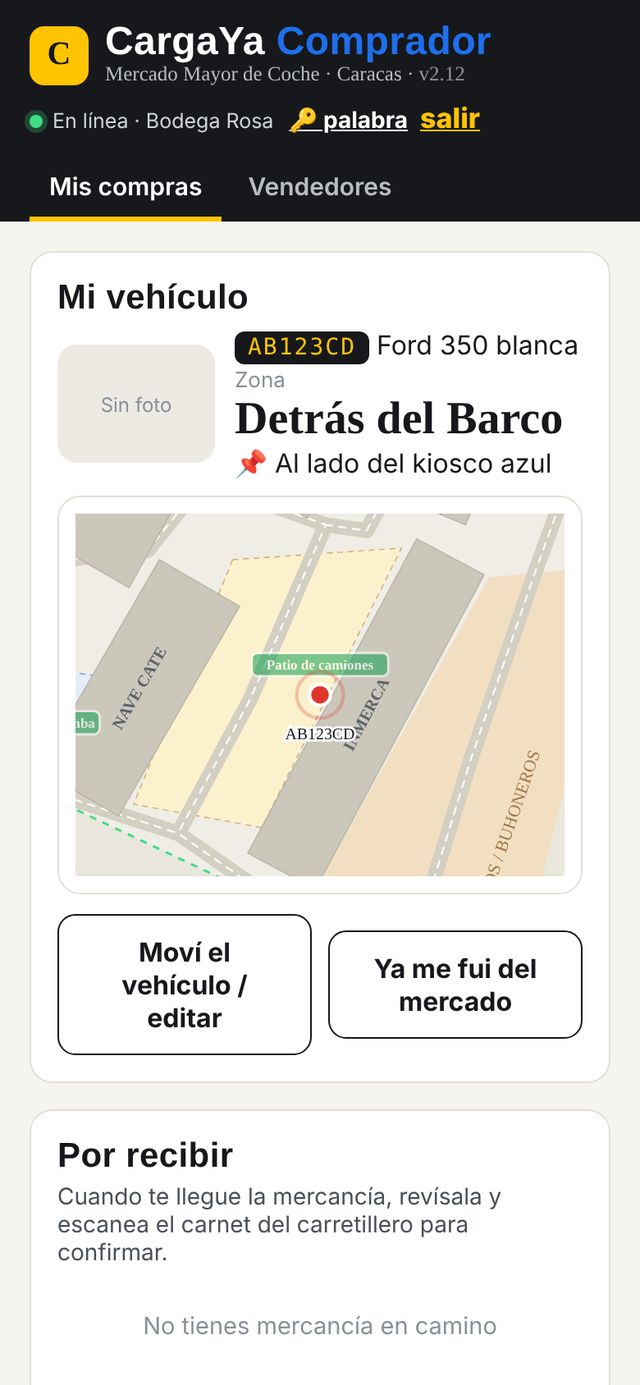 C
CargaYa Comprador
Mercado Mayor de Coche · Caracas · v2.12
En línea · Bodega Rosa 🔑 palabra salir
Mis compras Vendedores
Mi vehículo
Sin foto
AB123CD Ford 350 blanca
Zona
Detrás del Barco
📌 Al lado del kiosco azul
Patio de camiones
NAVE CATE
AB123CD
BUHONEROS
Moví el
vehículo /
editar
Ya me fui del
mercado
Por recibir
Cuando te llegue la mercancía, revísala y
escanea el carnet del carretillero para
confirmar.
No tienes mercancía en camino